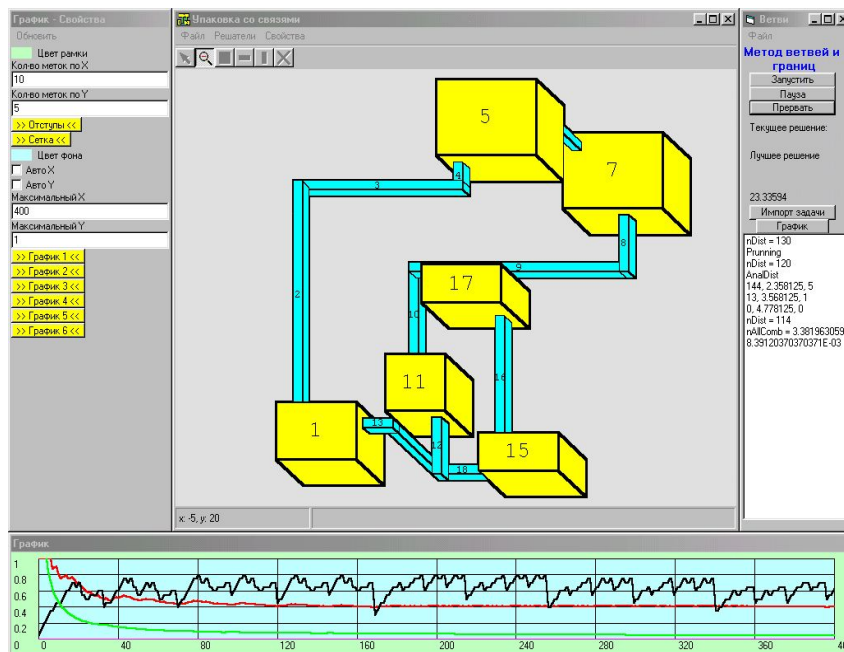 График - Свойства
Обновить
Цвет рамки
Кол-во меток по X
10
Кол-во меток по Y
5
>> Отступы <<
>> Сетка <<
Цвет фона
Авто X
Авто Y
Максимальный X
400
Максимальный Y
1
>> График 1 <<
>> График 2 <<
>> График 3 <<
>> График 4 <<
>> График 5 <<
>> График 6 <<
Упаковка со связями
Файл Решатели Свойства
5
7
4
3
8
2
9
17
10
11
16
1
13
12
15
18
x: -5, y: 20
Ветви
Файл
Метод ветвей и
границ
Запустить
Пауза
Прервать
Текущее решение:
Лучшее решение
23.33594
Импорт задачи
График
nDist = 130
Prunning
nDist = 120
AnalDist
144, 2.358125, 5
13, 3.568125, 1
0, 4.778125, 0
nDist = 114
nAllComb = 3.381963059
8.39120370370371E-03
График
1
0.8
0.6
0.4
0.2
0 0 40 80 120 160 200 240 280 320 360 40